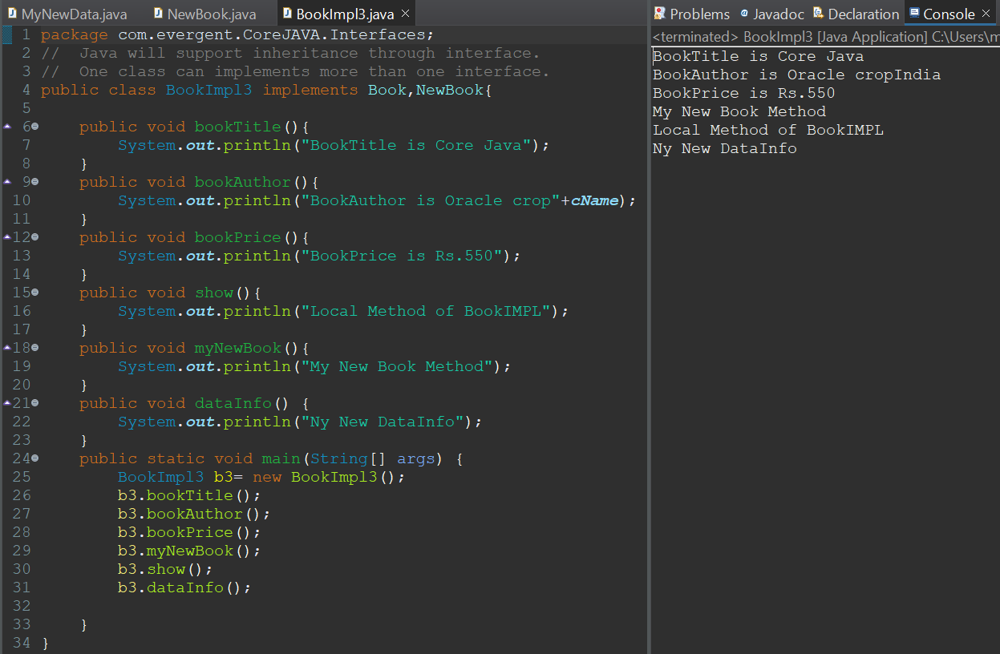 MyNewData.java NewBook.java BookImpl3.java
1 package com.evergent.CoreJAVA.Interfaces;
2 //  Java will support inheritance through interface.
3 //  One class can implements more than one interface.
4 public class BookImpl3 implements Book,NewBook{
5
6     public void bookTitle(){
7         System.out.println("BookTitle is Core Java");
8     }
9     public void bookAuthor(){
10         System.out.println("BookAuthor is Oracle crop"+cName);
11     }
12     public void bookPrice(){
13         System.out.println("BookPrice is Rs.550");
14     }
15     public void show(){
16         System.out.println("Local Method of BookIMPL");
17     }
18     public void myNewBook(){
19         System.out.println("My New Book Method");
20     }
21     public void dataInfo() {
22         System.out.println("Ny New DataInfo");
23     }
24     public static void main(String[] args) {
25         BookImpl3 b3= new BookImpl3();
26         b3.bookTitle();
27         b3.bookAuthor();
28         b3.bookPrice();
29         b3.myNewBook();
30         b3.show();
31         b3.dataInfo();
32
33     }
34 }
Problems @ Javadoc Declaration Console
<terminated> BookImpl3 [Java Application] C:\Users\m
BookTitle is Core Java
BookAuthor is Oracle cropIndia
BookPrice is Rs.550
My New Book Method
Local Method of BookIMPL
Ny New DataInfo